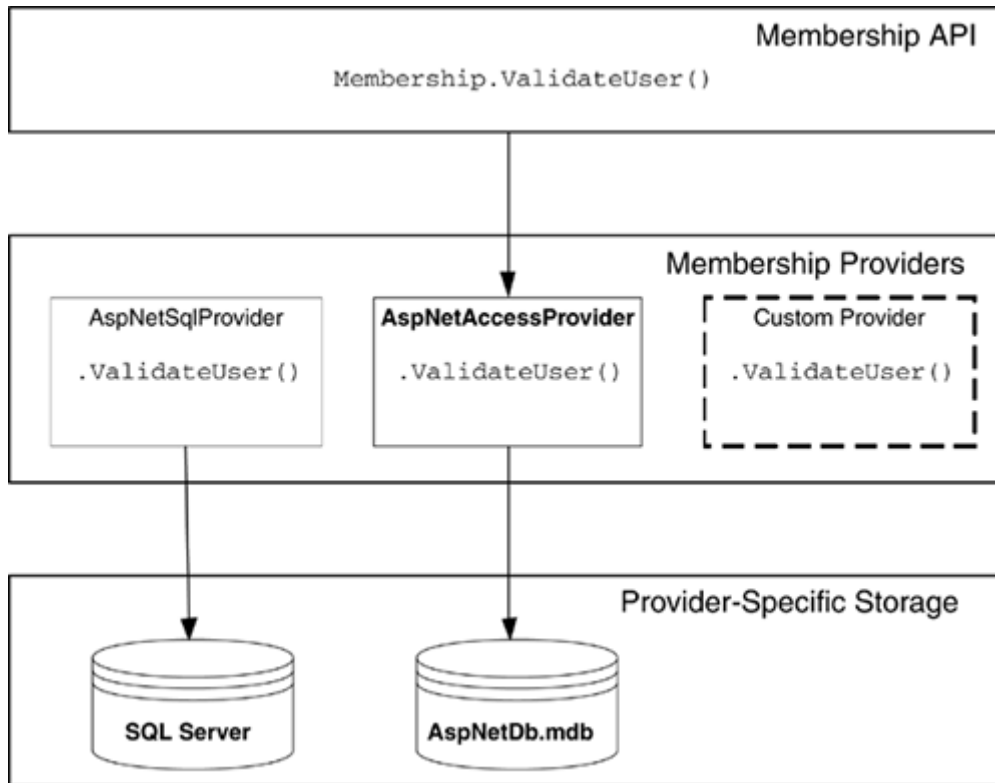 Membership API
Membership.ValidateUser()
Membership Providers
AspNetSqlProvider
.ValidateUser()
AspNetAccessProvider
.ValidateUser()
Custom Provider
.ValidateUser()
Provider-Specific Storage
SQL Server
AspNetDb.mdb